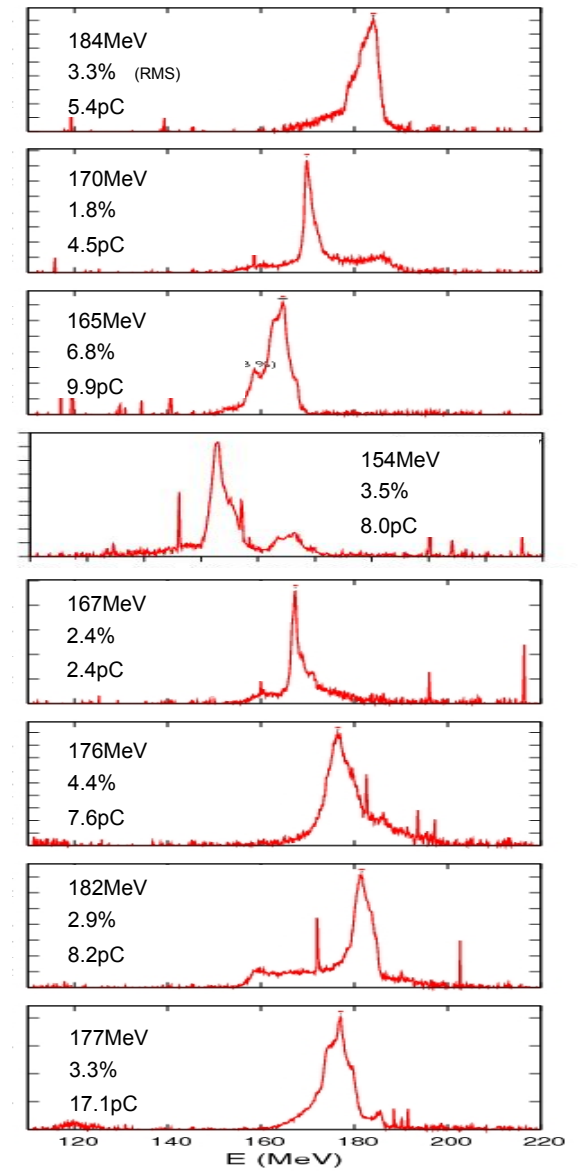 184MeV
3.3% (RMS)
5.4pC
170MeV
1.8%
4.5pC
165MeV
6.8%
9.9pC
154MeV
3.5%
8.0pC
167MeV
2.4%
2.4pC
176MeV
4.4%
7.6pC
182MeV
2.9%
8.2pC
177MeV
3.3%
17.1pC
120 140 160 180 200 220
E (MeV)